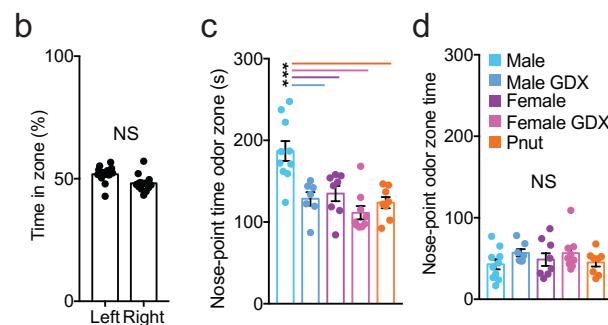 b
Time in zone (%)
100
50
0
NS
Left Right
c
Nose-point time odor zone (s)
300
200
100
0
***
d
Nose-point odor zone time
300
200
100
0
NS
Male
Male GDX
Female
Female GDX
Pnut